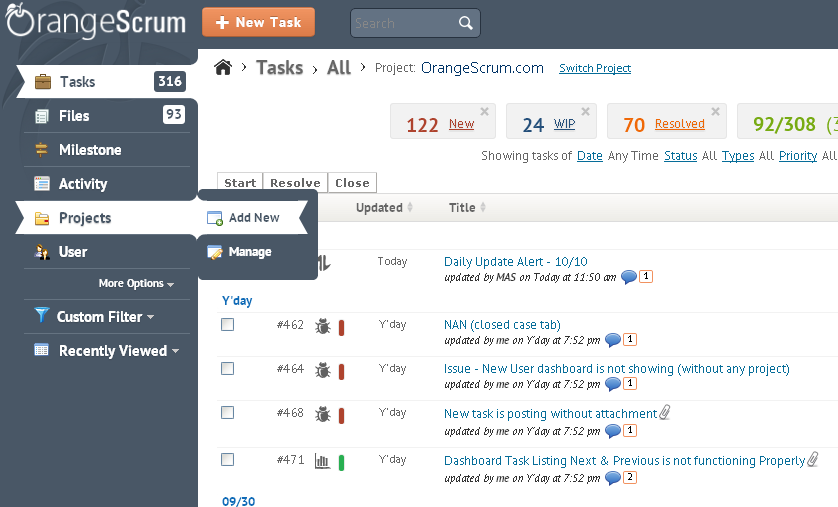 OrangeScrum
+ New Task
Search
Tasks 316
Files 93
Milestone
Activity
Projects
User
More Options
Custom Filter
Recently Viewed
Add New
Manage
› Tasks › All › Project: OrangeScrum.com Switch Project
122 New 24 WIP 70 Resolved 92/308 (3
Showing tasks of Date Any Time Status All Types All Priority All
Start Resolve Close
Updated Title
Today Daily Update Alert - 10/10
updated by MAS on Today at 11:50 am 1
Y'day
#462 Y'day NAN (closed case tab)
updated by me on Y'day at 7:52 pm 1
#464 Y'day Issue - New User dashboard is not showing (without any project)
updated by me on Y'day at 7:52 pm 1
#468 Y'day New task is posting without attachment
updated by me on Y'day at 7:52 pm 1
#471 Y'day Dashboard Task Listing Next & Previous is not functioning Properly
updated by me on Y'day at 7:52 pm 2
09/30